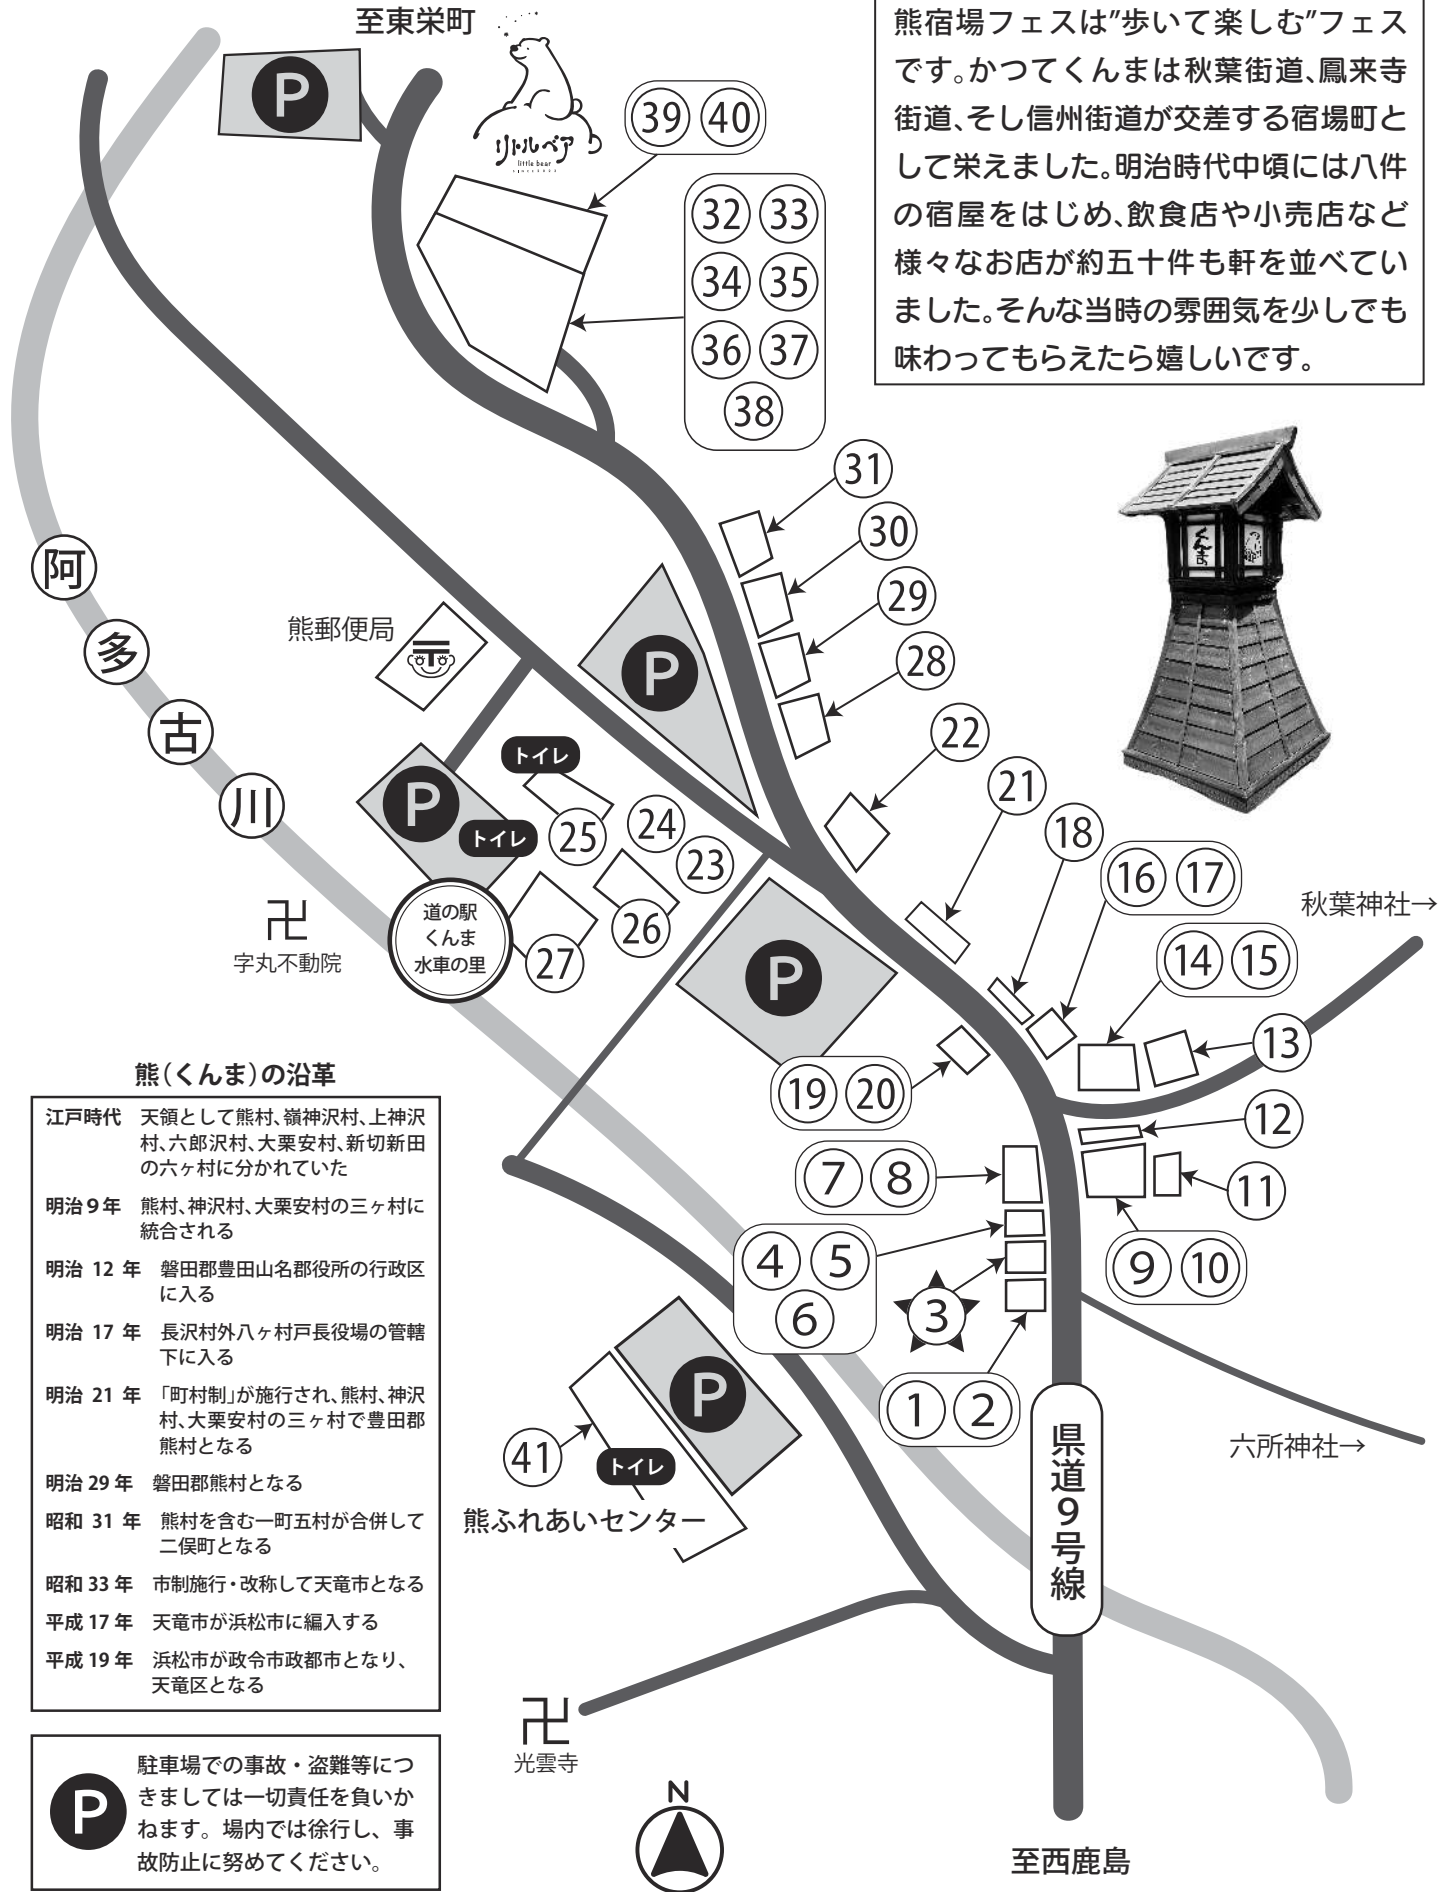 至東栄町
熊宿場フェスは”歩いて楽しむ”フェス
です。かつてくんまは秋葉街道、鳳来寺
街道、そし信州街道が交差する宿場町と
して栄えました。明治時代中頃には八件
の宿屋をはじめ、飲食店や小売店など
様々なお店が約五十件も軒を並べてい
ました。そんな当時の雰囲気を少しでも
味わってもらえたら嬉しいです。
P
リトルベア
little bear
39 40
32 33
34 35
36 37
38
31
30
29
28
22
21
18
16 17
14 15
13
12
11
9 10
くんま
阿多古川
熊郵便局
P
P
トイレ
トイレ
25
24
23
26
27
道の駅
くんま
水車の里
卍
字丸不動院
P
19 20
7 8
4 5
6
3
1 2
秋葉神社→
六所神社→
県道9号線
P
41
トイレ
熊ふれあいセンター
卍
光雲寺
N
至西鹿島
熊(くんま)の沿革
江戸時代 天領として熊村、嶺神沢村、上神沢
村、六郎沢村、大栗安村、新切新田
の六ヶ村に分かれていた
明治9年 熊村、神沢村、大栗安村の三ヶ村に
統合される
明治 12 年 磐田郡豊田山名郡役所の行政区
に入る
明治 17 年 長沢村外八ヶ村戸長役場の管轄
下に入る
明治 21 年 「町村制」が施行され、熊村、神沢
村、大栗安村の三ヶ村で豊田郡
熊村となる
明治 29 年 磐田郡熊村となる
昭和 31 年 熊村を含む一町五村が合併して
二俣町となる
昭和 33 年 市制施行・改称して天竜市となる
平成 17 年 天竜市が浜松市に編入する
平成 19 年 浜松市が政令市政都市となり、
天竜区となる
P
駐車場での事故・盗難等につ
きましては一切責任を負いか
ねます。場内では徐行し、事
故防止に努めてください。